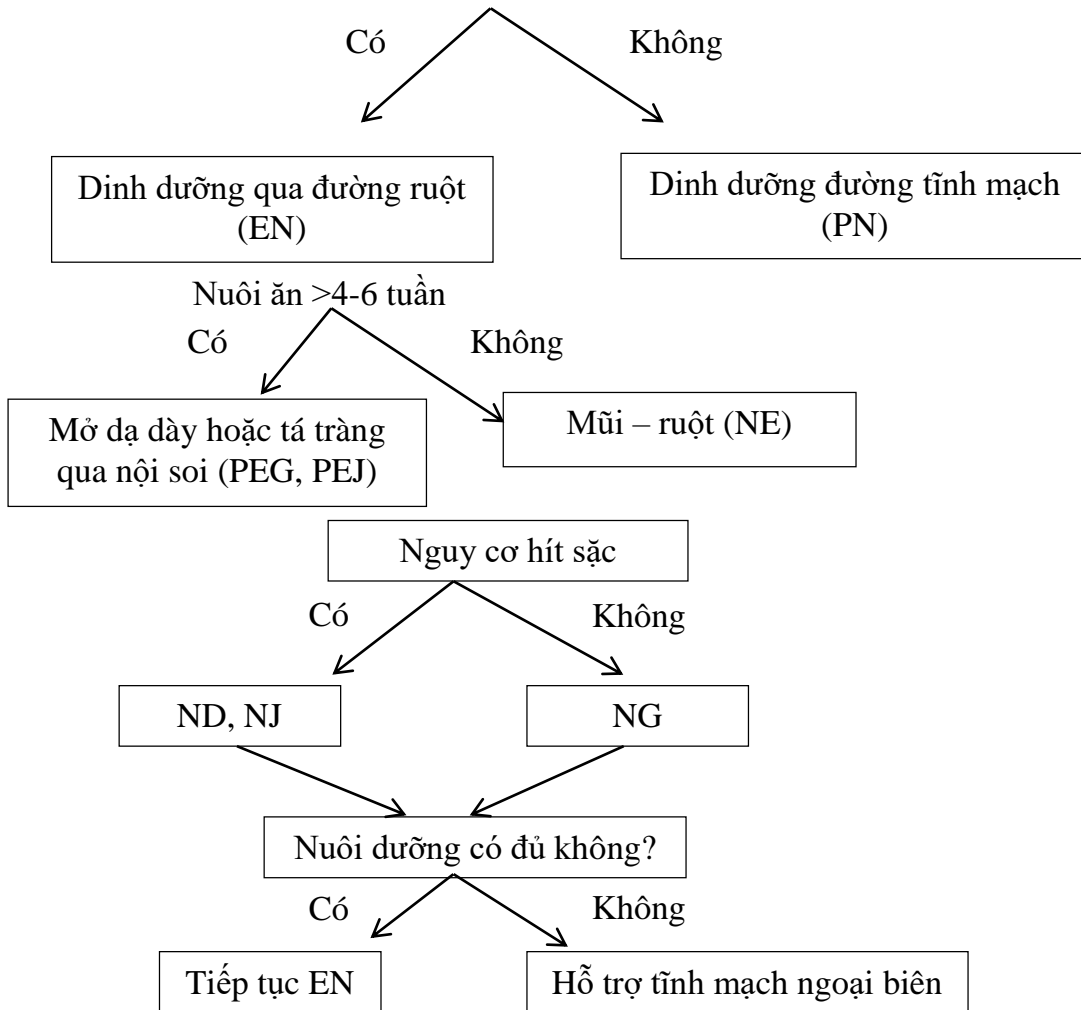 Có
Không
Dinh dưỡng qua đường ruột
(EN)
Dinh dưỡng đường tĩnh mạch
(PN)
Nuôi ăn >4-6 tuần
Có
Không
Mở dạ dày hoặc tá tràng
qua nội soi (PEG, PEJ)
Mũi – ruột (NE)
Nguy cơ hít sặc
Có
Không
ND, NJ
NG
Nuôi dưỡng có đủ không?
Có
Không
Tiếp tục EN
Hỗ trợ tĩnh mạch ngoại biên